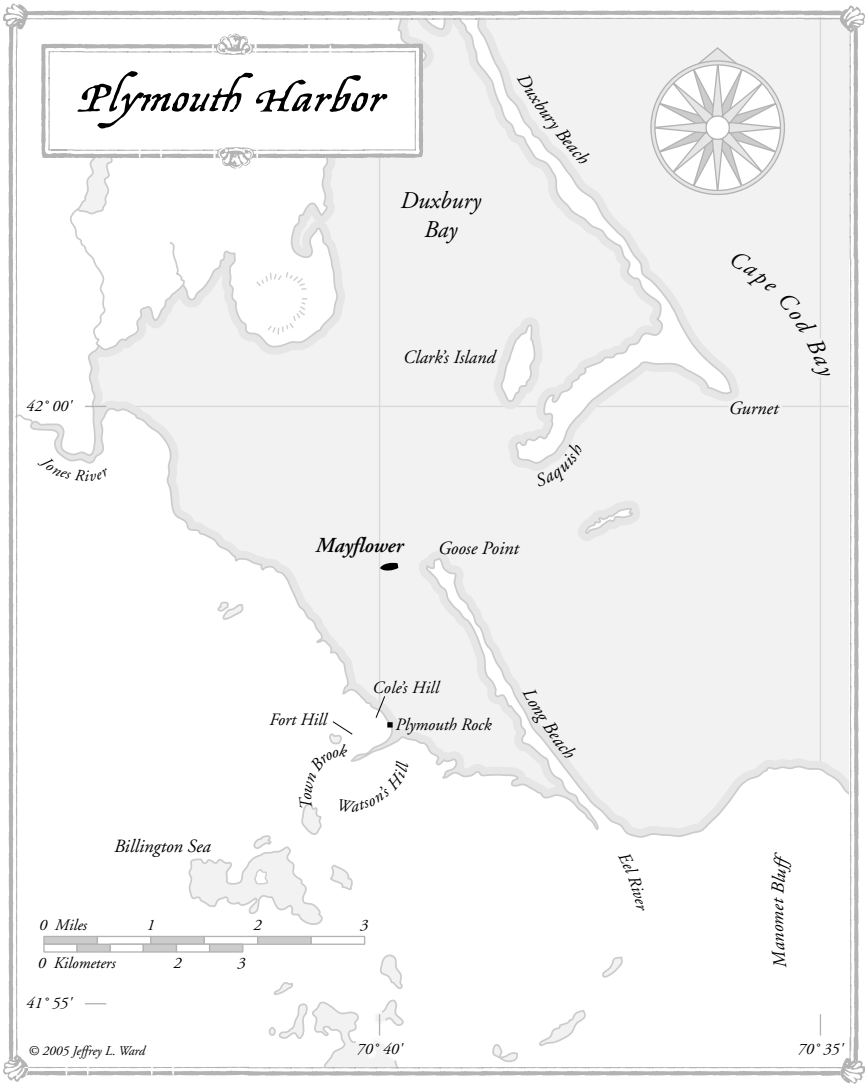 Plymouth Harbor
Duxbury Beach
Duxbury
Bay
Cape Cod Bay
Clark's Island
42° 00'
Gurnet
Jones River
Saquish
Mayflower
Goose Point
Cole's Hill
Fort Hill
Plymouth Rock
Long Beach
Town Brook
Watson's Hill
Billington Sea
Eel River
Manomet Bluff
0 Miles 1 2 3
0 Kilometers 2 3
41° 55'
© 2005 Jeffrey L. Ward
70° 40'
70° 35'